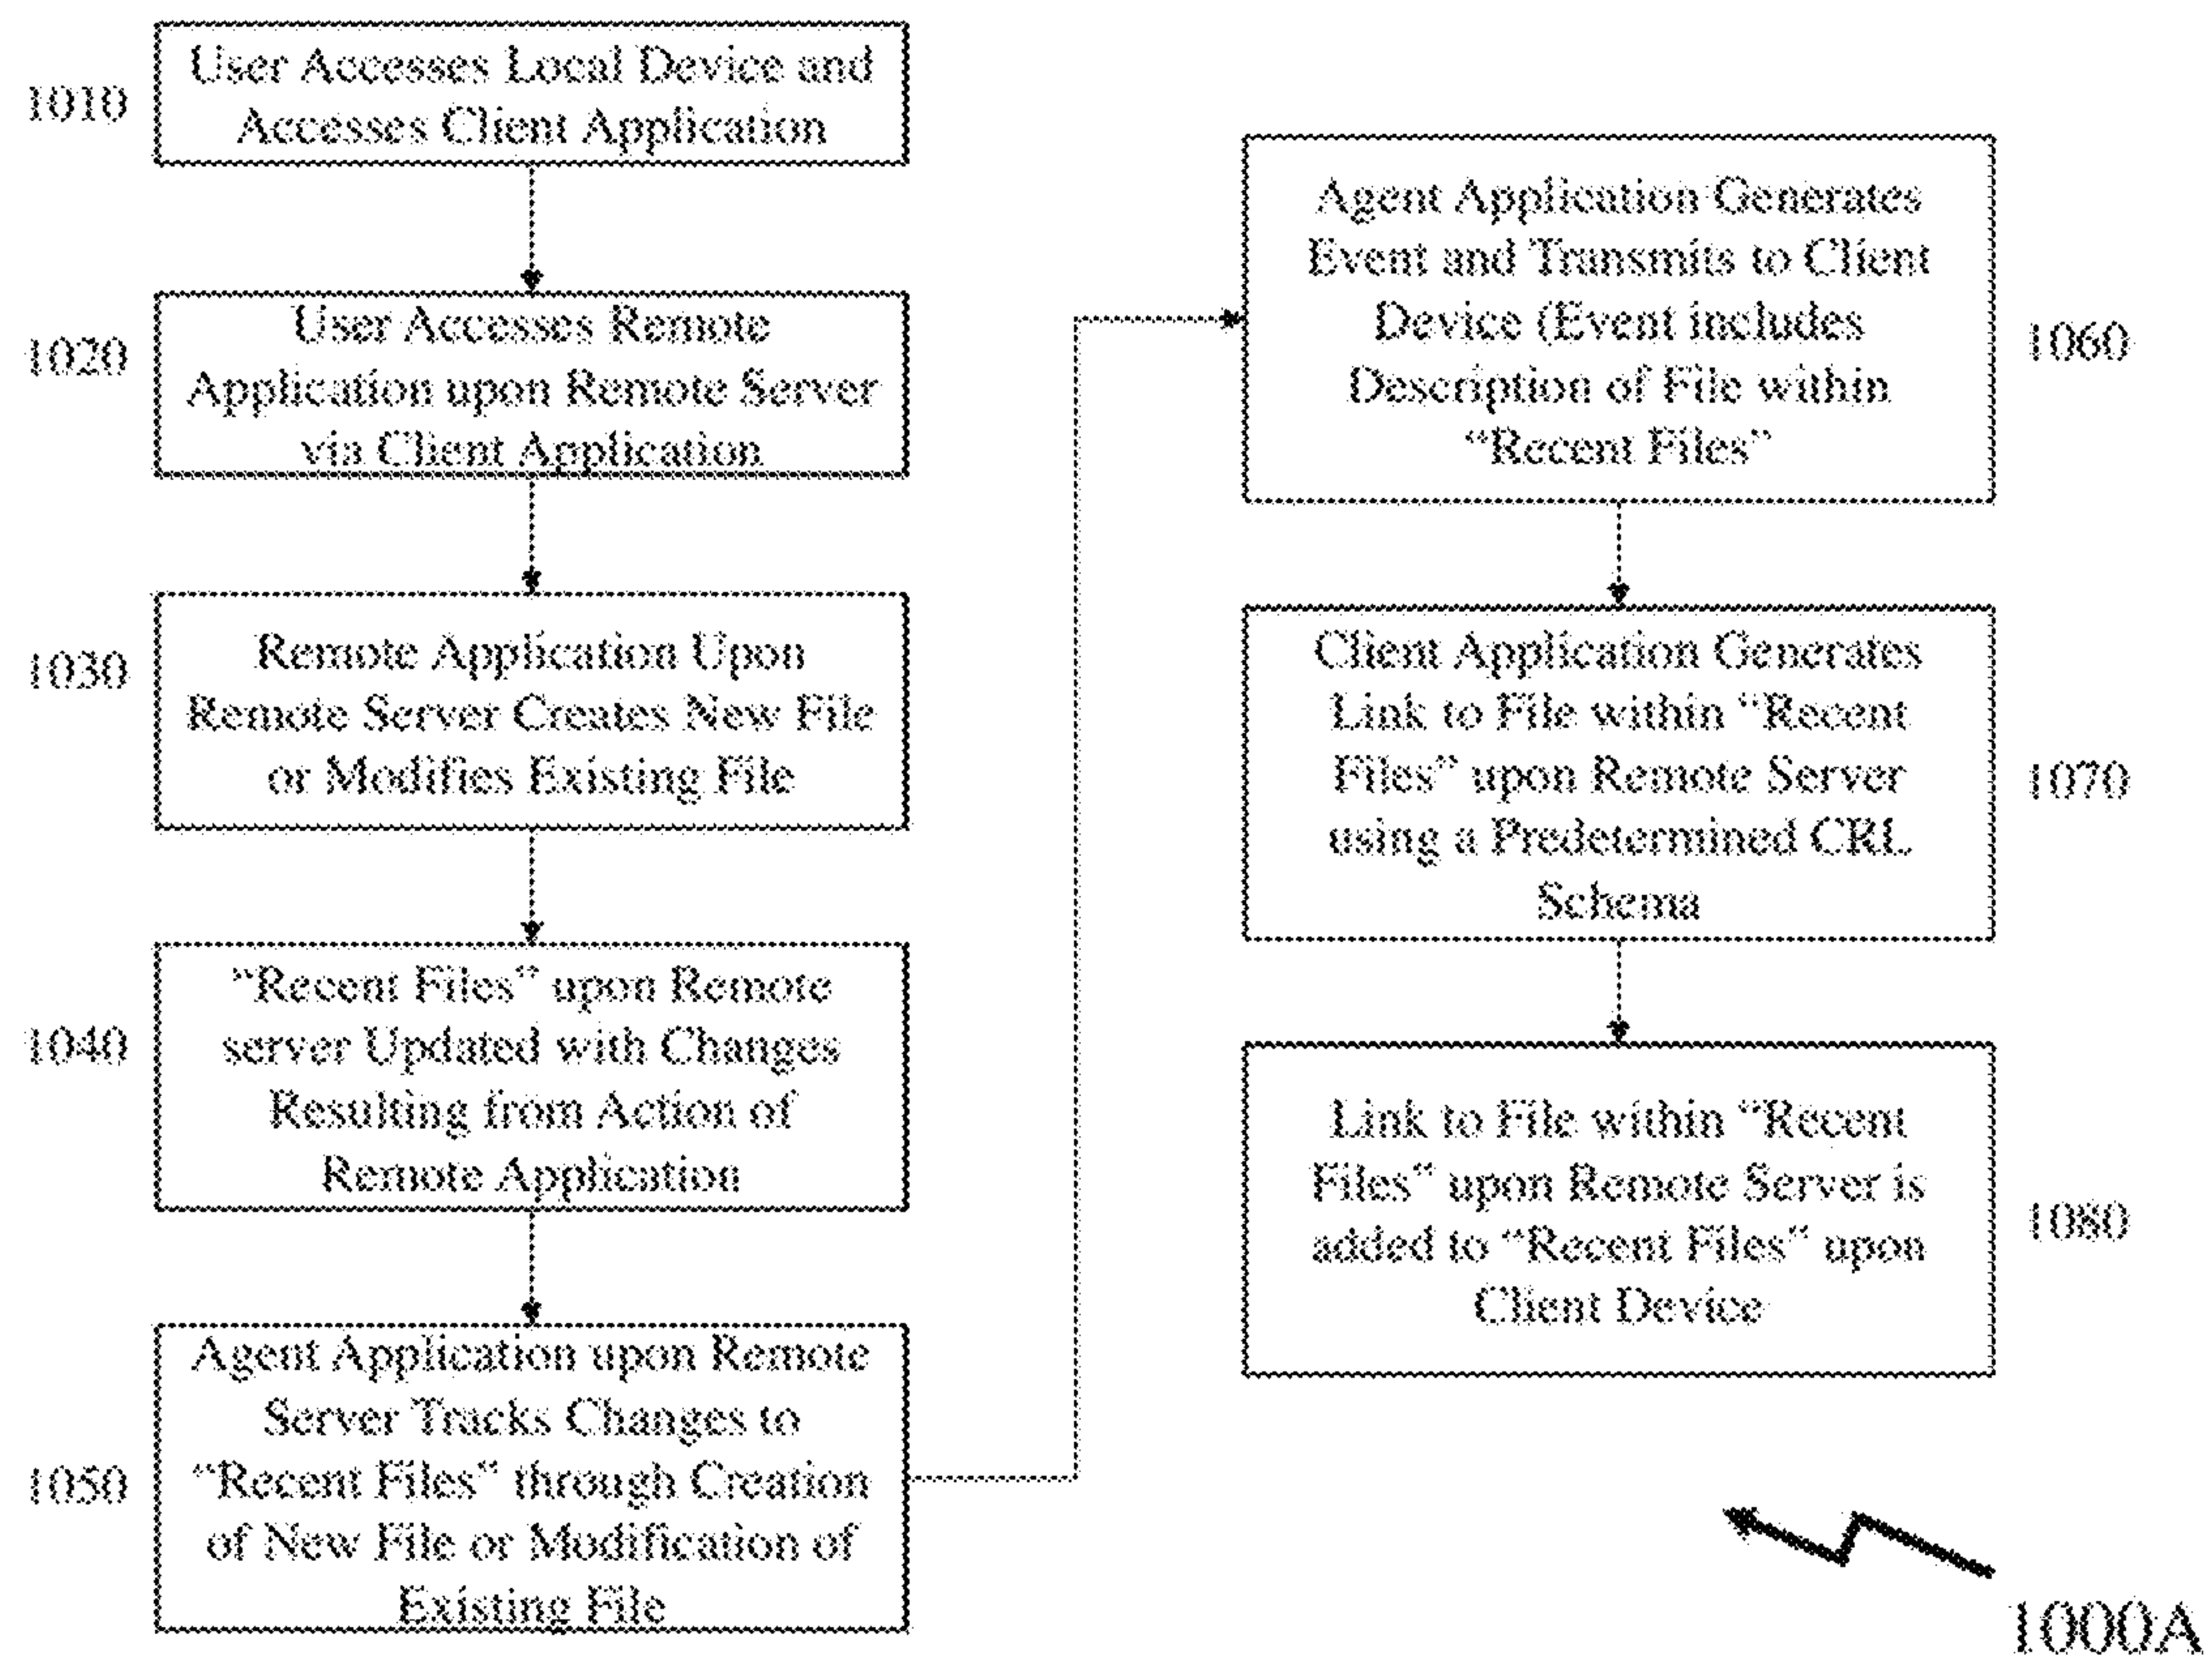 1010
User Accesses Local Device and
Accesses Client Application
1020
User Accesses Remote
Application upon Remote Server
via Client Application
1030
Remote Application Upon
Remote Server Creates New File
or Modifies Existing File
1040
"Recent Files" upon Remote
server Updated with Changes
Resulting from Action of
Remote Application
1050
Agent Application upon Remote
Server Tracks Changes to
"Recent Files" through Creation
of New File or Modification of
Existing File
Agent Application Generates
Event and Transmits to Client
Device (Event includes
Description of File within
"Recent Files"
1060
Client Application Generates
Link to File within "Recent
Files" upon Remote Server
using a Predetermined CRL
Schema
1070
Link to File within "Recent
Files" upon Remote Server is
added to "Recent Files" upon
Client Device
1080
1000A